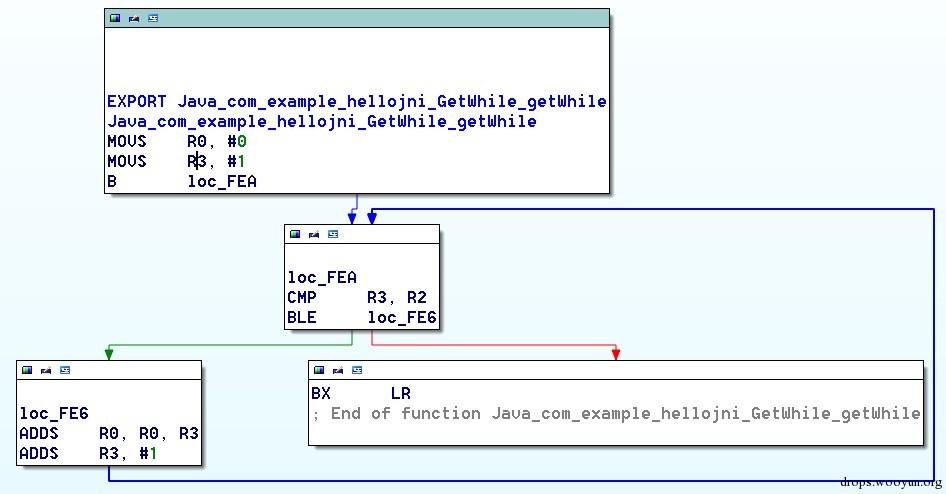 EXPORT Java_com_example_hellojni_GetWhile_getWhile
Java_com_example_hellojni_GetWhile_getWhile
MOVS R0, #0
MOVS R3, #1
B loc_FEA
loc_FEA
CMP R3, R2
BLE loc_FE6
loc_FE6
ADDS R0, R0, R3
ADDS R3, #1
BX LR
; End of function Java_com_example_hellojni_GetWhile_getWhile
drops.wooyun.org